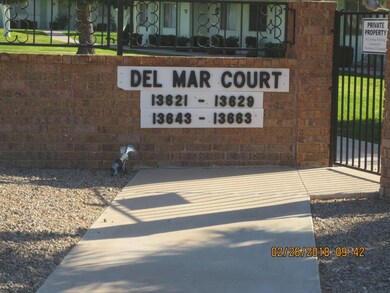 PRIVATE
PROPERTY
DEL MAR COURT
13621 - 13629
13643 - 13663
02/26/2018 09:42